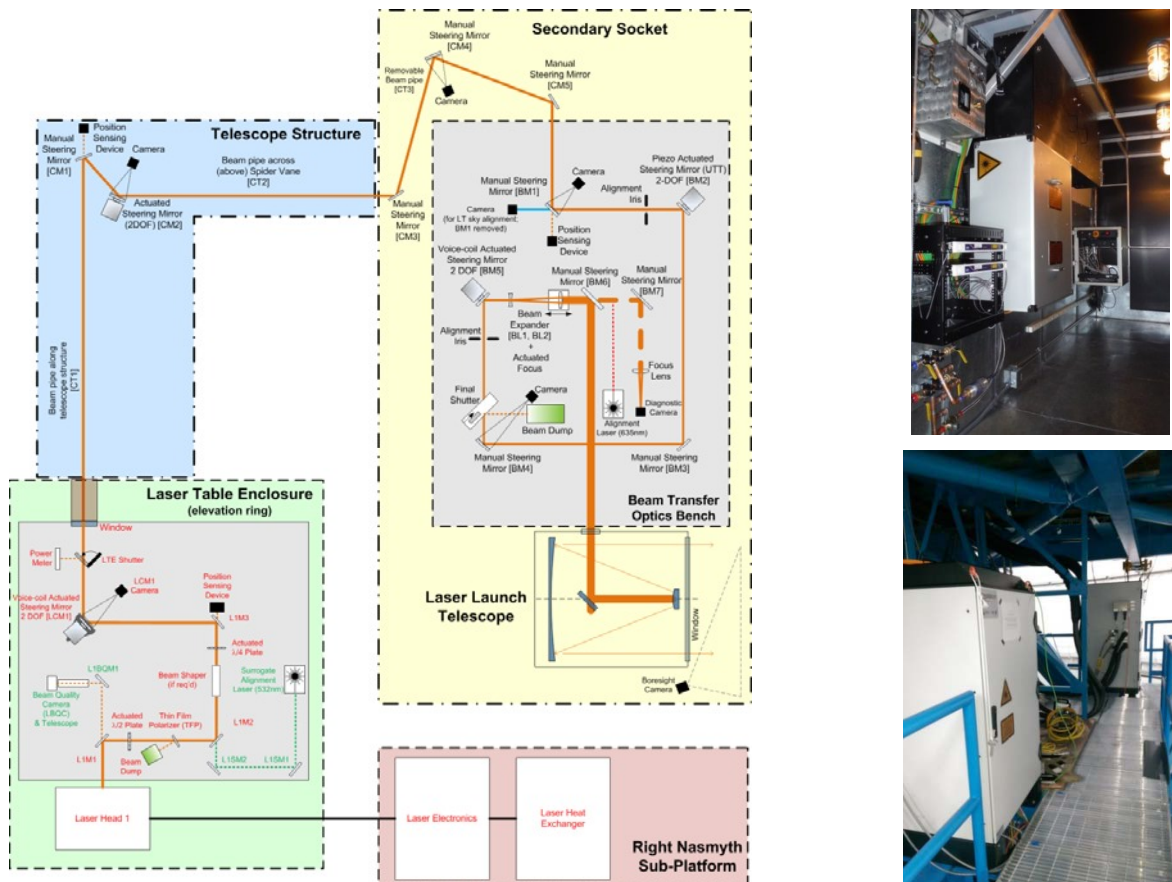 Secondary Socket
Manual
Steering Mirror
[CM4]
Removable
Beam pipe
[CT3]
Camera
Manual
Steering Mirror
[CM5]
Telescope Structure
Position
Sensing
Device
Camera
Manual
Steering
Mirror
[CM1]
Beam pipe across
(above) Spider Vane
[CT2]
Actuated
Steering Mirror
(2DOF) [CM2]
Manual
Steering
Mirror
[CM3]
Beam pipe along
telescope structure
[CT1]
Manual Steering
Mirror [BM1]
Camera
Alignment
Iris
Piezo Actuated
Steering Mirror (UTT)
2-DOF [BM2]
Camera
(for LT sky alignment:
BM1 removed)
Position
Sensing
Device
Voice-coil Actuated
Steering Mirror
2 DOF [BM5]
Manual Steering
Mirror [BM6]
Manual
Steering Mirror
[BM7]
Beam
Expander
[BL1, BL2]
+
Actuated
Focus
Alignment
Iris
Focus
Lens
Final
Shutter
Camera
Beam Dump
Diagnostic
Camera
Alignment
Laser (635nm)
Manual Steering
Mirror [BM4]
Manual Steering
Mirror [BM3]
Beam Transfer
Optics Bench
Laser Launch
Telescope
Window
Boresight
Camera
Laser Table Enclosure
(elevation ring)
Window
Power
Meter
LTE Shutter
LCM1
Camera
Position
Sensing
Device
Voice-coil Actuated
Steering Mirror
2 DOF [LCM1]
L1M3
Actuated
λ/4 Plate
L1BQM1
Beam Shaper
(if req'd)
Surrogate
Alignment
Laser (532nm)
Beam Quality
Camera
(LBQC)
& Telescope
Actuated
λ/2 Plate
Thin Film
Polarizer (TFP)
L1M2
L1M1
Beam
Dump
L1SM2
L1SM1
Laser Head 1
Laser Electronics
Laser Heat
Exchanger
Right Nasmyth
Sub-Platform